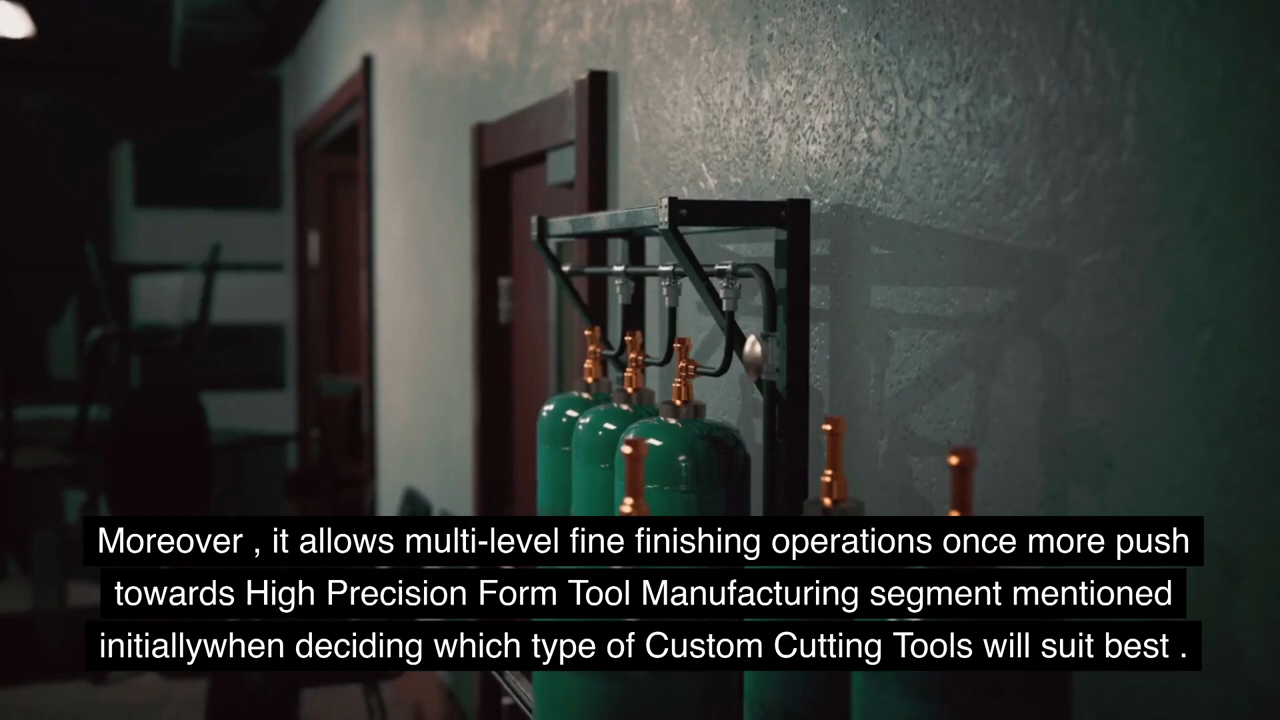 Moreover , it allows multi-level fine finishing operations once more push
towards High Precision Form Tool Manufacturing segment mentioned
initiallywhen deciding which type of Custom Cutting Tools will suit best .